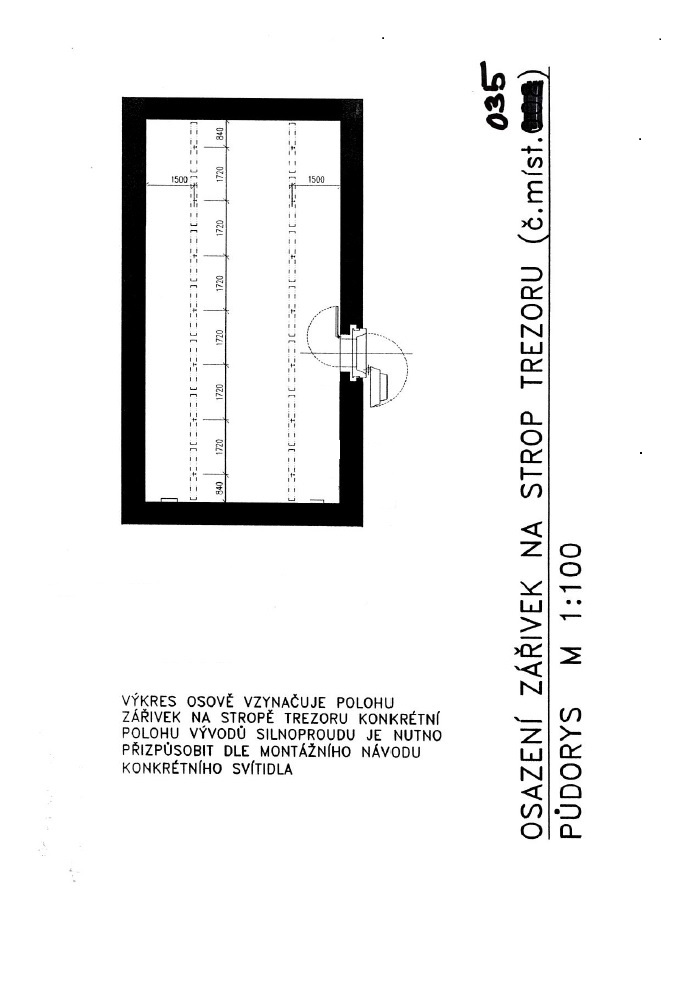 035
OSAZENÍ ZÁŘIVEK NA STROP TREZORU (č.míst.)
PŮDORYS M 1:100
840
1720
1500
1500
1720
1720
1720
1720
1720
840
VÝKRES OSOVĚ VZYNAČUJE POLOHU
ZÁŘIVEK NA STROPĚ TREZORU KONKRÉTNÍ
POLOHU VÝVODŮ SILNOPROUDU JE NUTNO
PŘIZPŮSOBIT DLE MONTÁŽNÍHO NÁVODU
KONKRÉTNÍHO SVÍTIDLA